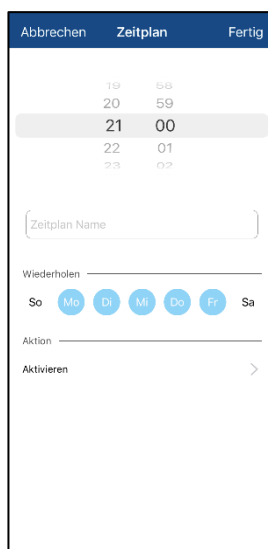 Abbrechen Zeitplan Fertig
19 58
20 59
21 00
22 01
23 02
Zeitplan Name
Wiederholen
So Mo Di Mi Do Fr Sa
Aktion
Aktivieren